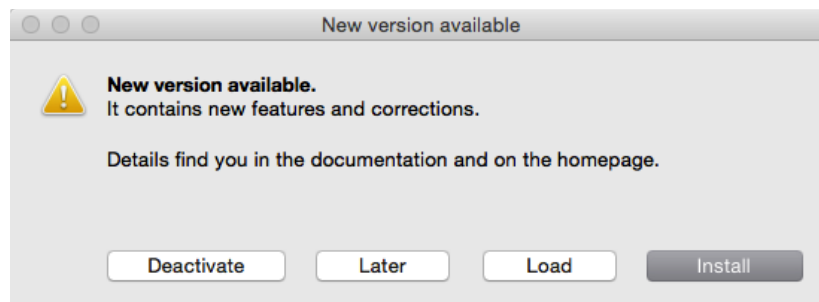 New version available
New version available.
It contains new features and corrections.
Details find you in the documentation and on the homepage.
Deactivate Later Load Install